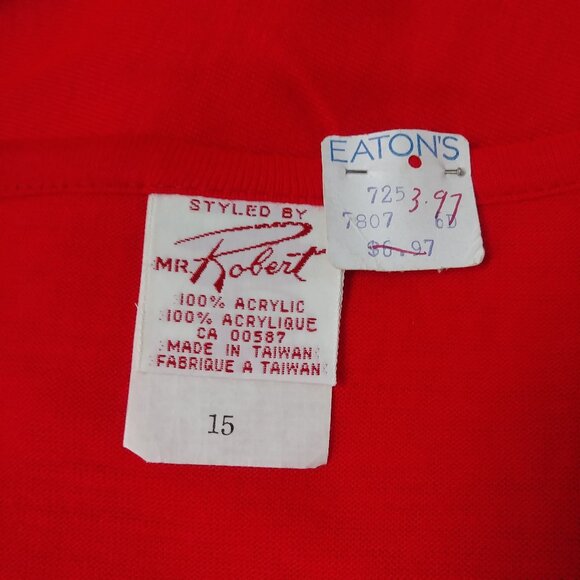 EATON'S
725 3.97
7807 6D
$6.97
STYLED BY
MR. Robert
100% ACRYLIC
100% ACRYLIQUE
CA 00587
MADE IN TAIWAN
FABRIQUE A TAIWAN
15